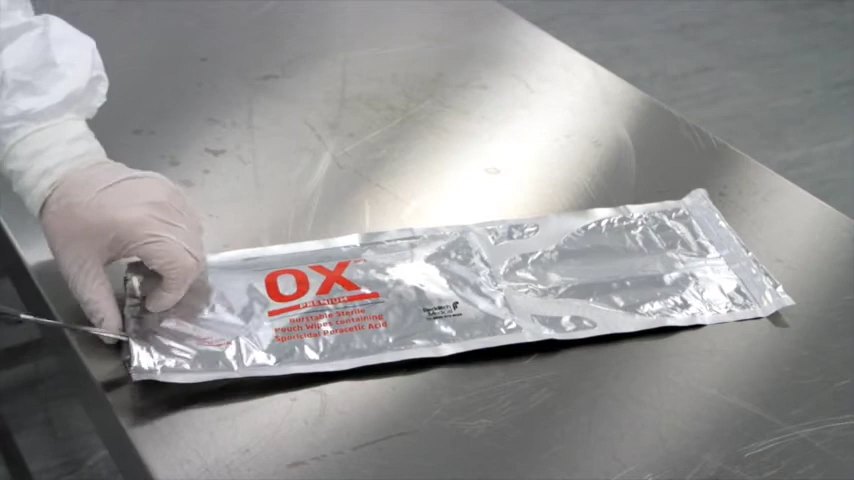 OX
PREMIUM
Burstable Sterile
Pouch Wipes containing
Sporicidal Peracetic Acid